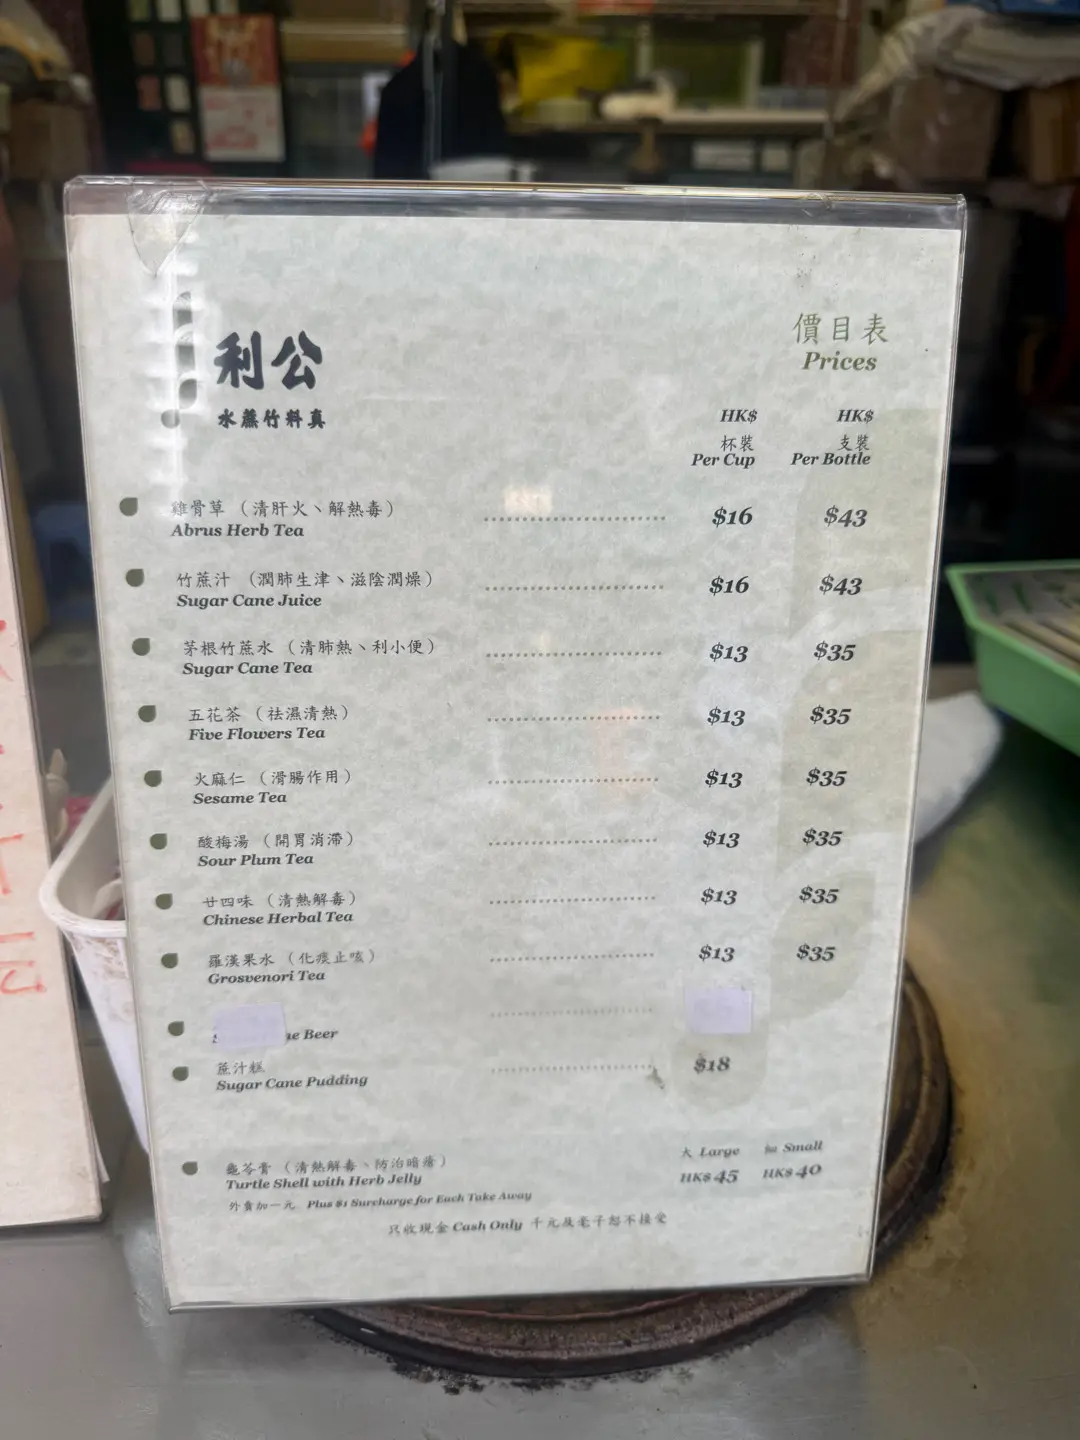 利公
水蔗竹料真
價目表
Prices
HK$ HK$
杯裝 支裝
Per Cup Per Bottle
雞骨草 （清肝火、解熱毒） $16 $43
Abrus Herb Tea
竹蔗汁 （潤肺生津、滋陰潤燥） $16 $43
Sugar Cane Juice
茅根竹蔗水 （清肺熱、利小便） $13 $35
Sugar Cane Tea
五花茶 （祛濕清熱） $13 $35
Five Flowers Tea
火麻仁 （滑腸作用） $13 $35
Sesame Tea
酸梅湯 （開胃消滯） $13 $35
Sour Plum Tea
廿四味 （清熱解毒） $13 $35
Chinese Herbal Tea
羅漢果水 （化痰止咳） $13 $35
Grosvenori Tea
Beer
蔗汁糕 $18
Sugar Cane Pudding
大 Large Small
龜苓膏 （清熱解毒、防治暗瘡） HK$ 45 HK$ 40
Turtle Shell with Herb Jelly
外賣加一元 Plus $1 Surcharge for Each Take Away
只收現金 Cash Only 千元及毫子恕不接受